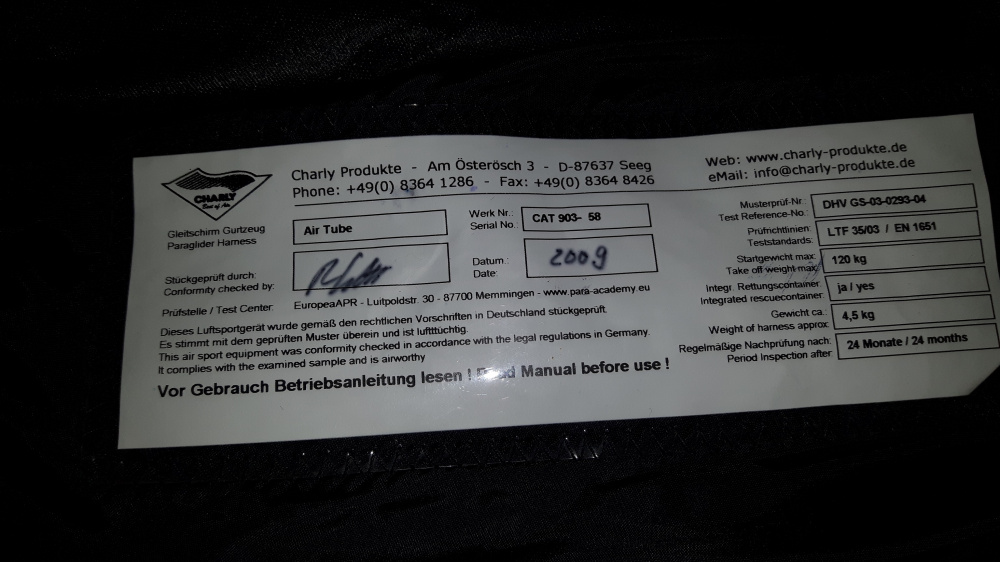 CHARLY
Charly Produkte - Am Österösch 3 - D-87637 Seeg
Phone: +49(0) 8364 1286 - Fax: +49(0) 8364 8426
Web: www.charly-produkte.de
eMail: info@charly-produkte.de
Gleitschirm Gurtzeug
Paraglider Harness
Air Tube
Werk Nr.:
Serial No.:
CAT 903- 58
Stückgeprüft durch:
Conformity checked by:
Datum.:
Date:
2009
Prüfstelle / Test Center:
EuropeaAPR - Luitpoldstr. 30 - 87700 Memmingen - www.para-academy.eu
Dieses Luftsportgerät wurde gemäß den rechtlichen Vorschriften in Deutschland stückgeprüft.
Es stimmt mit dem geprüften Muster überein und ist lufttüchtig.
This air sport equipment was conformity checked in accordance with the legal regulations in Germany.
It complies with the examined sample and is airworthy
Vor Gebrauch Betriebsanleitung lesen ! Read Manual before use !
Musterprüf-Nr.:
Test Reference-No.:
DHV GS-03-0293-04
Prüfrichtlinien:
Teststandards:
LTF 35/03 / EN 1651
Startgewicht max:
Take off weight max:
120 kg
Integr. Rettungscontainer:
Integrated rescuecontainer:
ja / yes
Gewicht ca.:
Weight of harness approx:
4,5 kg
Regelmäßige Nachprüfung nach:
Period Inspection after:
24 Monate / 24 months